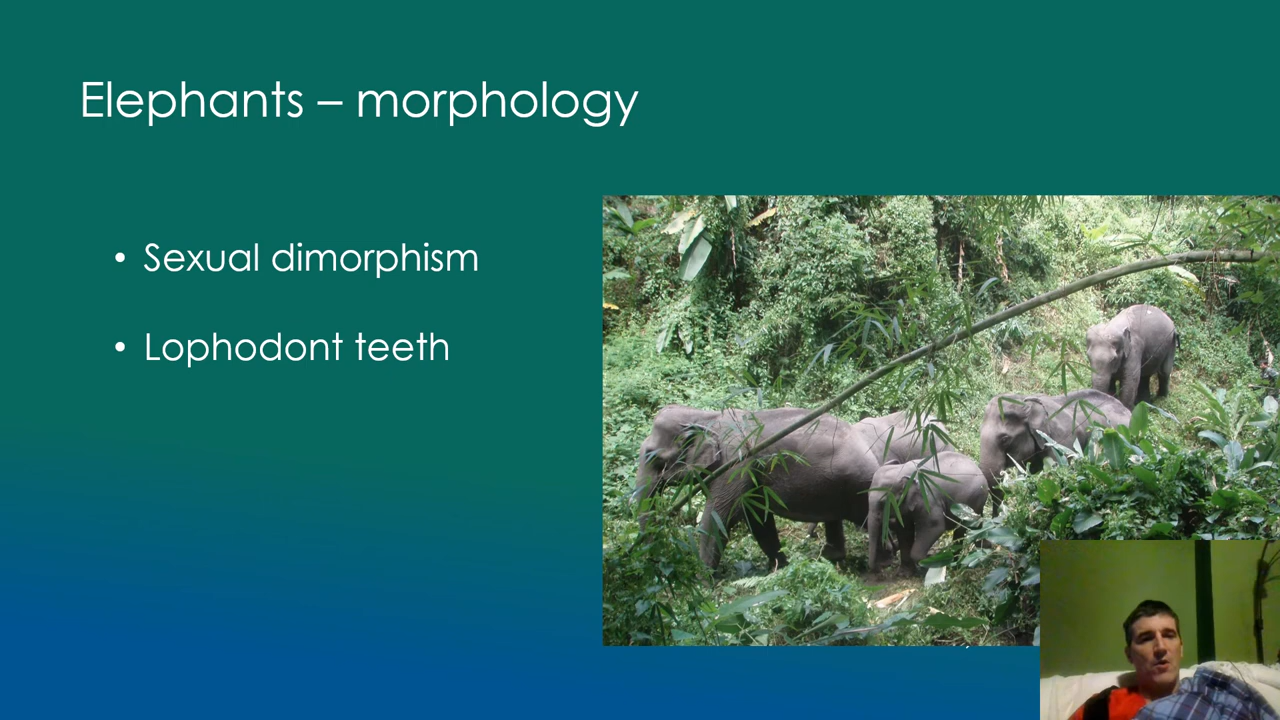 Elephants – morphology
• Sexual dimorphism
• Lophodont teeth